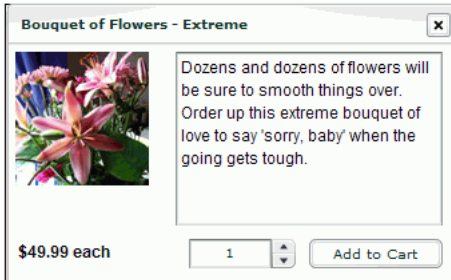 Bouquet of Flowers - Extreme
Dozens and dozens of flowers will
be sure to smooth things over.
Order up this extreme bouquet of
love to say 'sorry, baby' when the
going gets tough.
$49.99 each
1
Add to Cart